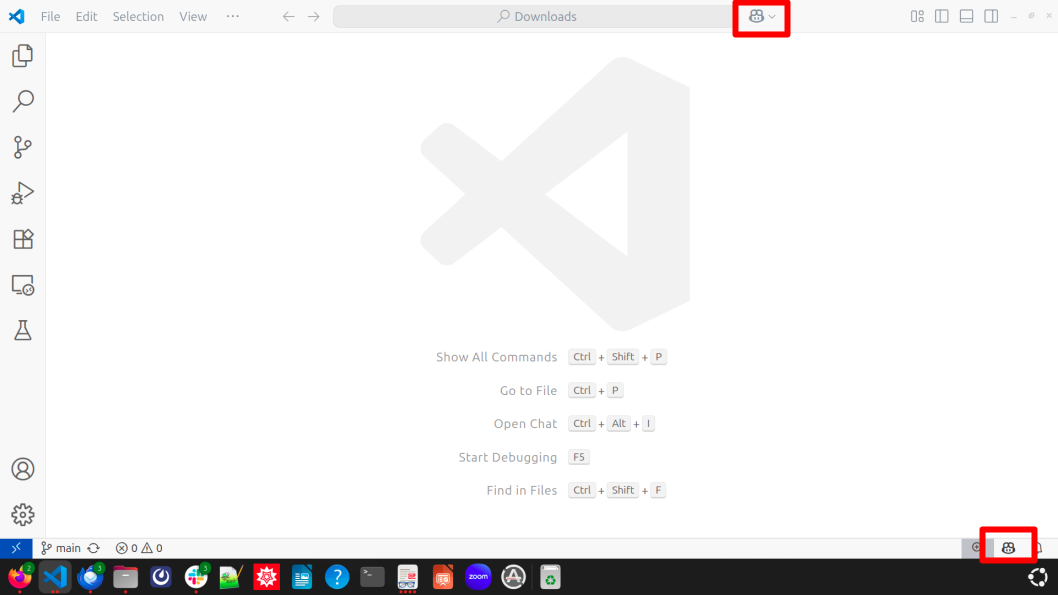 File Edit Selection View ··· Downloads
Show All Commands Ctrl + Shift + P
Go to File Ctrl + P
Open Chat Ctrl + Alt + I
Start Debugging F5
Find in Files Ctrl + Shift + F
main 0 0
2 3 3 zoom